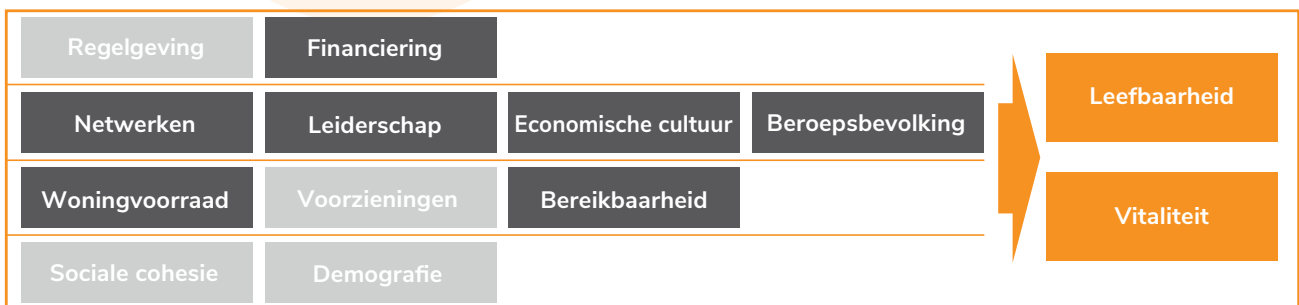 Regelgeving
Financiering
Netwerken
Leiderschap
Economische cultuur
Beroepsbevolking
Woningvoorraad
Voorzieningen
Bereikbaarheid
Sociale cohesie
Demografie
Leefbaarheid
Vitaliteit